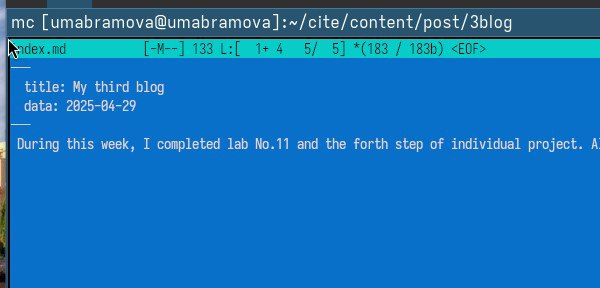 mc [umabramova@umabramova]:~/cite/content/post/3blog
ndex.md [-M--] 133 L:[ 1+ 4 5/ 5] *(183 / 183b) <EOF>
---
title: My third blog
data: 2025-04-29
---
During this week, I completed lab No.11 and the forth step of individual project.